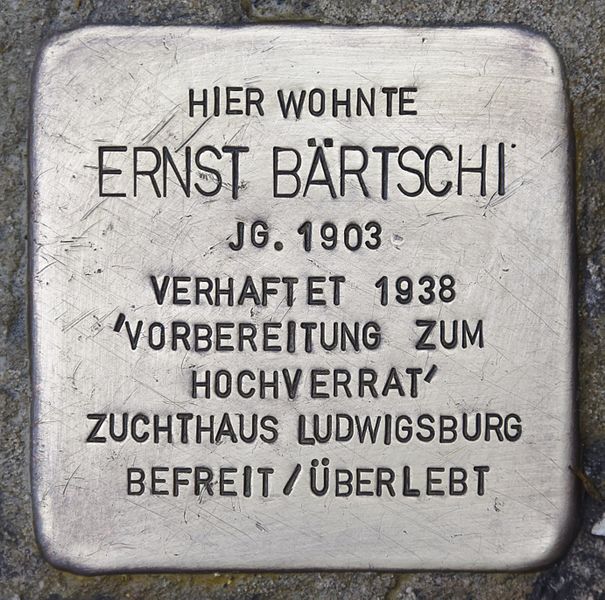 HIER WOHNTE
ERNST BÄRTSCHI
JG. 1903
VERHAFTET 1938
'VORBEREITUNG ZUM
HOCHVERRAT'
ZUCHTHAUS LUDWIGSBURG
BEFREIT / ÜBERLEBT